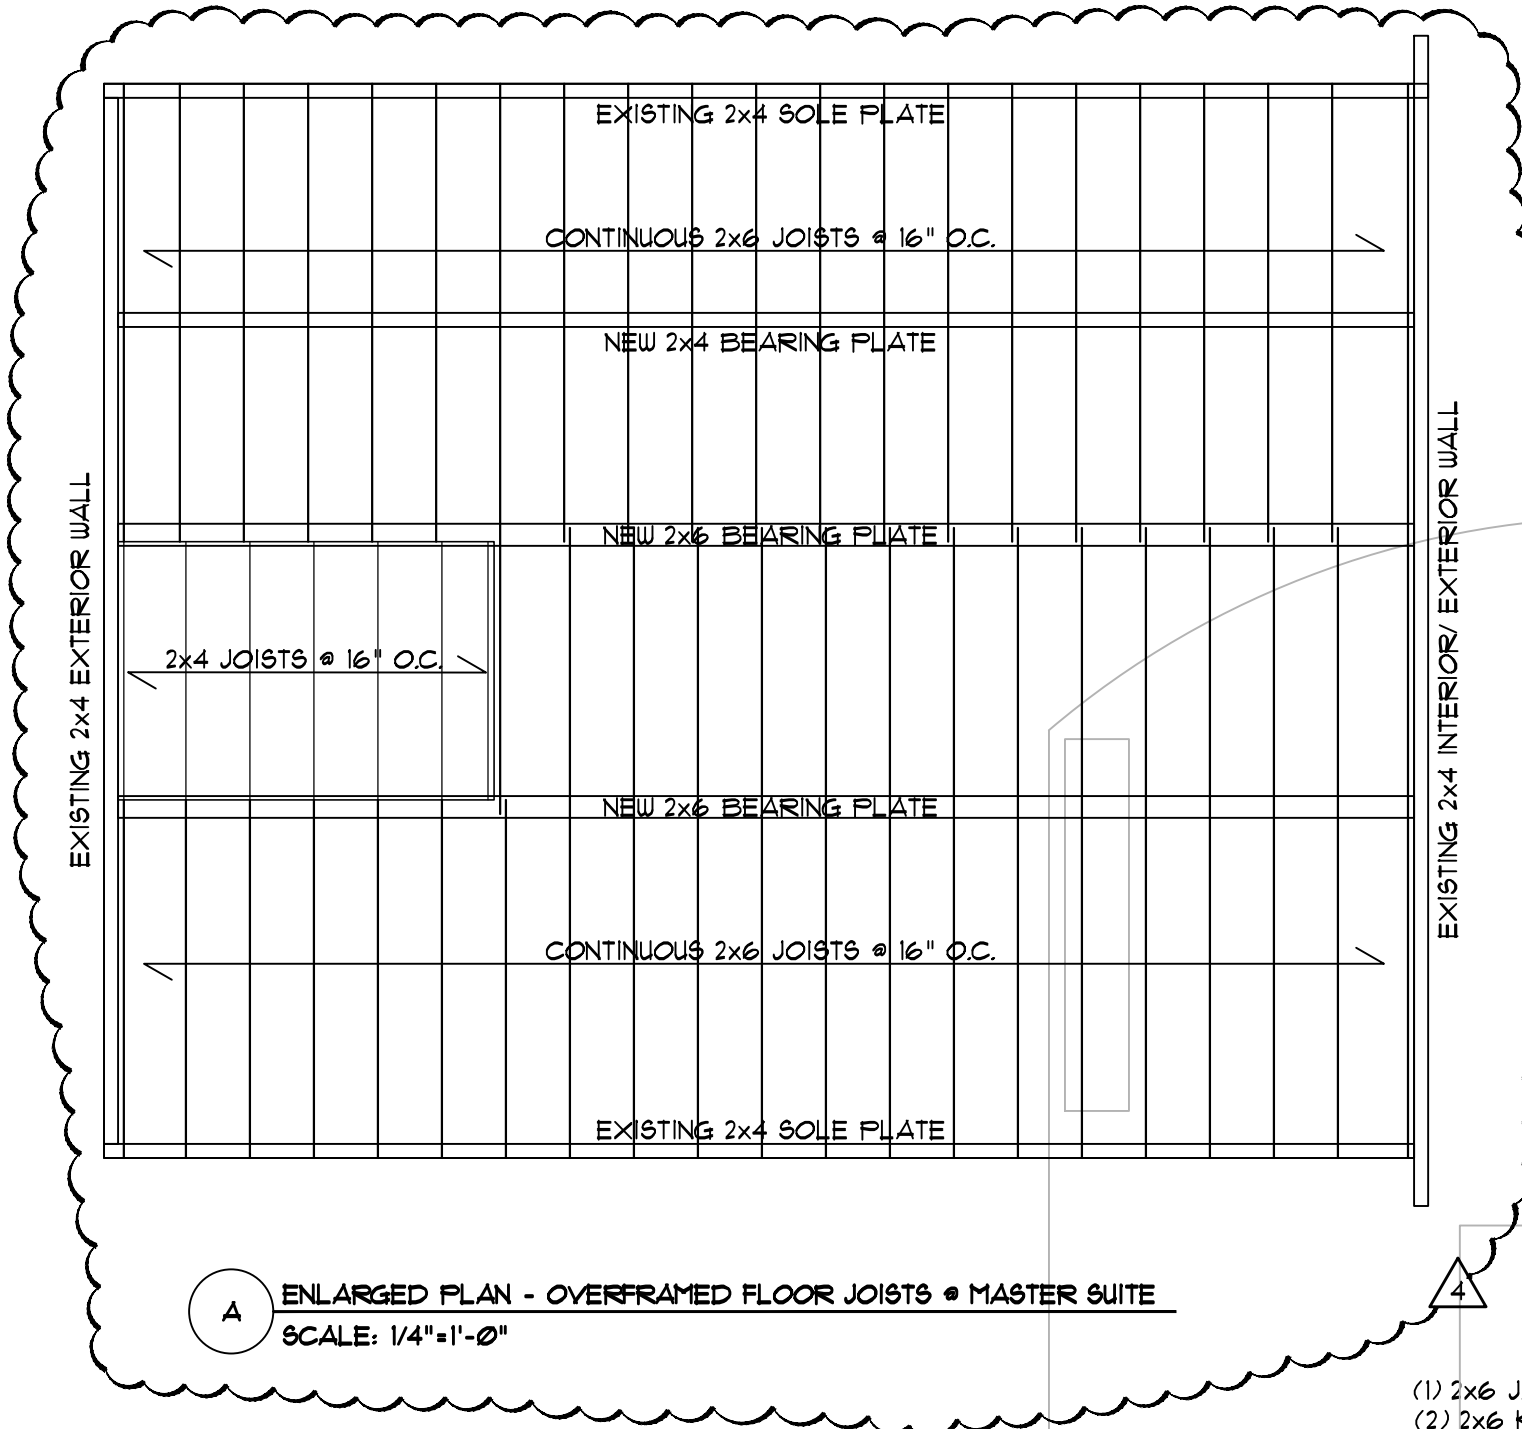 EXISTING 2x4 SOLE PLATE
CONTINUOUS 2x6 JOISTS @ 16" O.C.
NEW 2x4 BEARING PLATE
EXISTING 2x4 EXTERIOR WALL
EXISTING 2x4 INTERIOR/ EXTERIOR WALL
NEW 2x6 BEARING PLATE
2x4 JOISTS @ 16" O.C.
NEW 2x6 BEARING PLATE
CONTINUOUS 2x6 JOISTS @ 16" O.C.
EXISTING 2x4 SOLE PLATE
A
ENLARGED PLAN - OVERFRAMED FLOOR JOISTS @ MASTER SUITE
SCALE: 1/4"=1'-0"
4
(1) 2x6 J
(2) 2x6 K